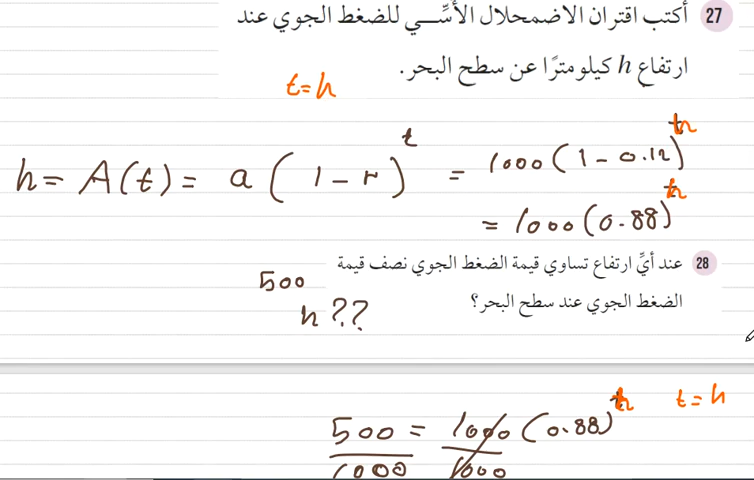 27 أكتب اقتران الاضمحلال الأسّي للضغط الجوي عند
ارتفاع h كيلومترًا عن سطح البحر.
t = h
h = A(t) = a(1 - r)^t = 1000(1 - 0.12)^h
= 1000(0.88)^h
28 عند أيِّ ارتفاع تساوي قيمة الضغط الجوي نصف قيمة
الضغط الجوي عند سطح البحر؟
500
h ??
t = h
500 = 1000(0.88)^h
1000 1000